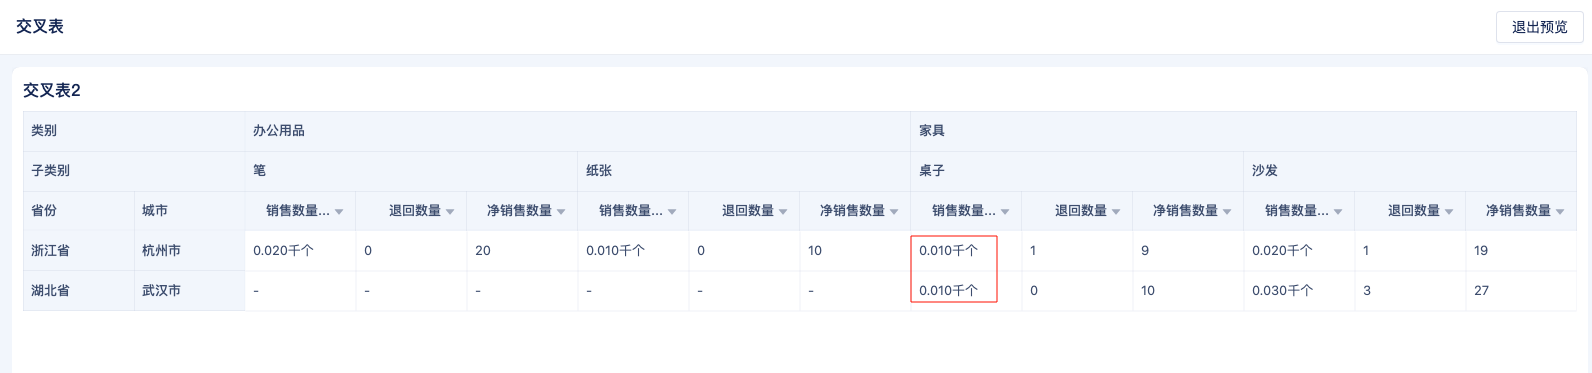 交叉表
退出预览
交叉表2
类别 办公用品 家具
子类别 笔 纸张 桌子 沙发
省份 城市 销售数量... 退回数量 净销售数量 销售数量... 退回数量 净销售数量 销售数量... 退回数量 净销售数量 销售数量... 退回数量 净销售数量
浙江省 杭州市 0.020千个 0 20 0.010千个 0 10 0.010千个 1 9 0.020千个 1 19
湖北省 武汉市 - - - - - - 0.010千个 0 10 0.030千个 3 27